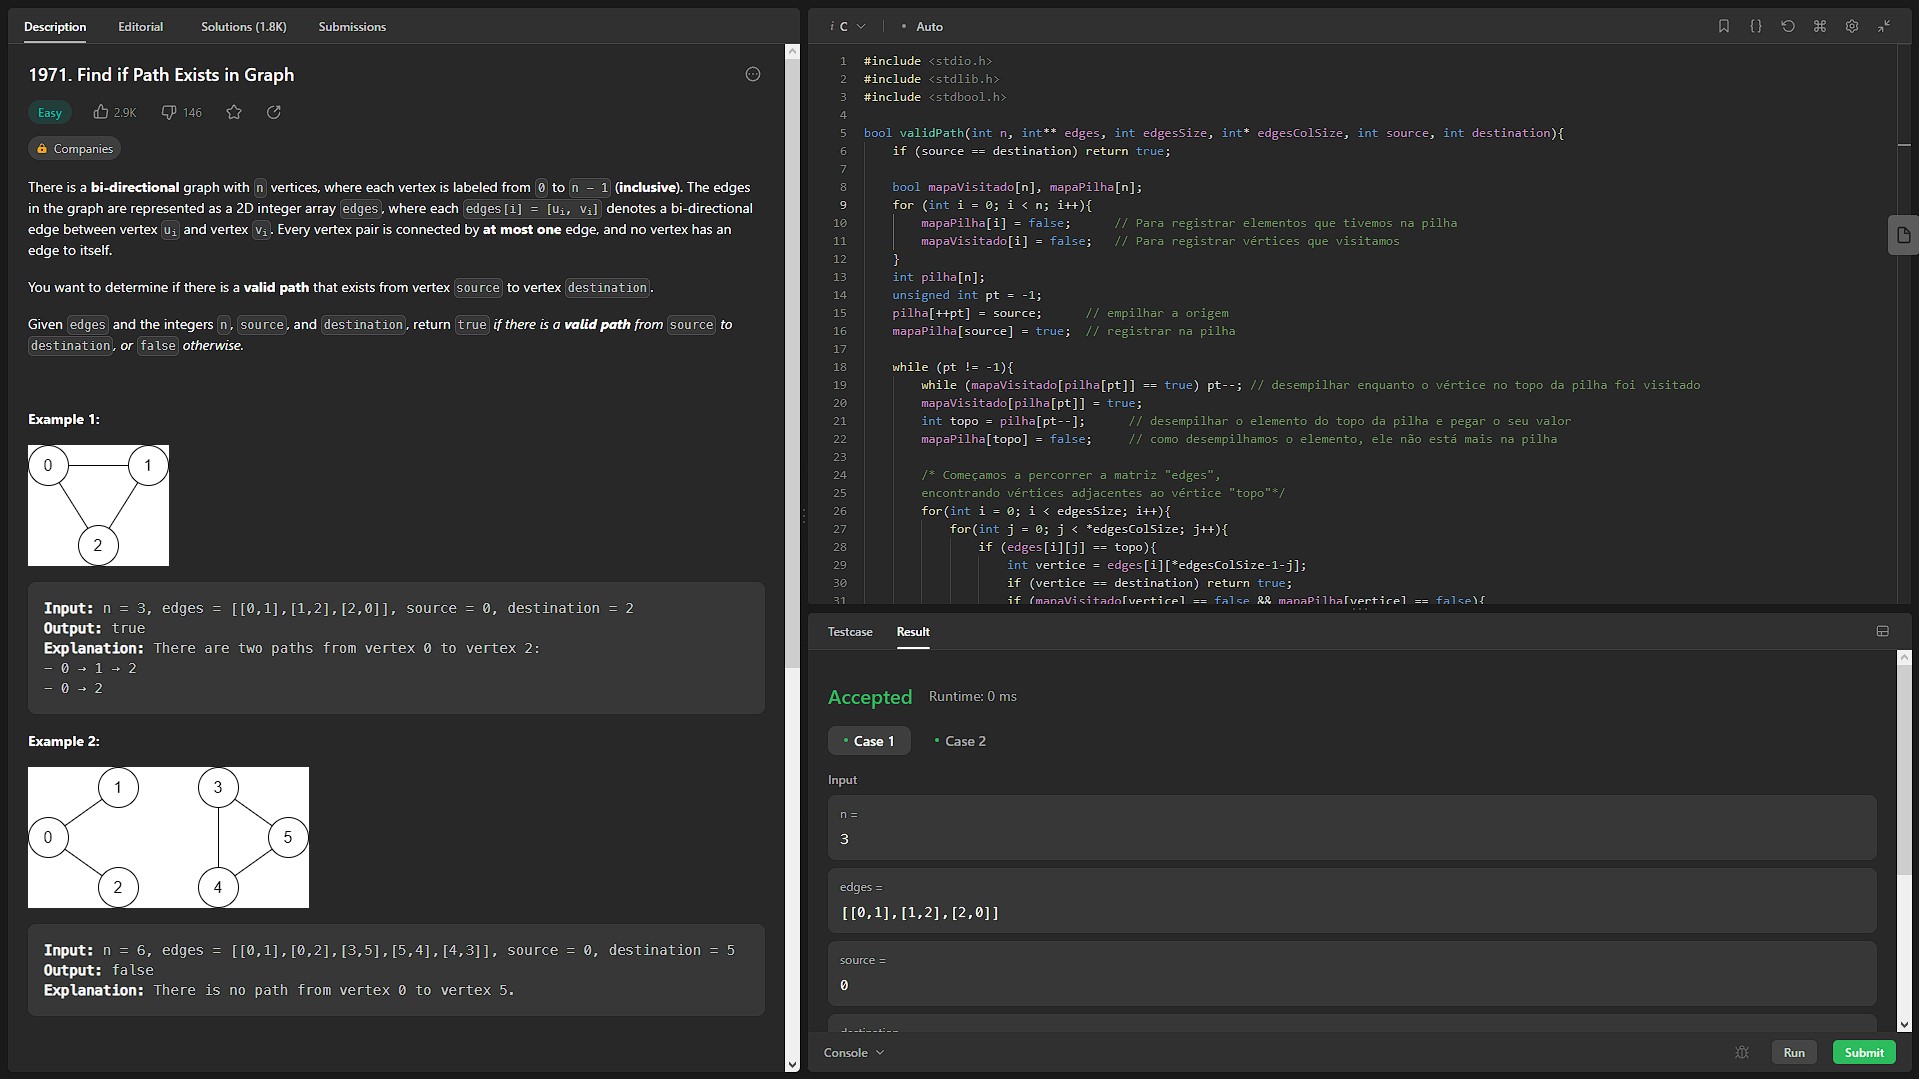 Description Editorial Solutions (1.8K) Submissions
1971. Find if Path Exists in Graph
Easy 2.9K 146
Companies
There is a bi-directional graph with n vertices, where each vertex is labeled from 0 to n - 1 (inclusive). The edges
in the graph are represented as a 2D integer array edges, where each edges[i] = [ui, vi] denotes a bi-directional
edge between vertex ui and vertex vi. Every vertex pair is connected by at most one edge, and no vertex has an
edge to itself.
You want to determine if there is a valid path that exists from vertex source to vertex destination.
Given edges and the integers n, source, and destination, return true if there is a valid path from source to
destination, or false otherwise.
Example 1:
0 1
2
Input: n = 3, edges = [[0,1],[1,2],[2,0]], source = 0, destination = 2
Output: true
Explanation: There are two paths from vertex 0 to vertex 2:
- 0 → 1 → 2
- 0 → 2
Example 2:
1 3
0 5
2 4
Input: n = 6, edges = [[0,1],[0,2],[3,5],[5,4],[4,3]], source = 0, destination = 5
Output: false
Explanation: There is no path from vertex 0 to vertex 5.
i C • Auto
1 #include <stdio.h>
2 #include <stdlib.h>
3 #include <stdbool.h>
4
5 bool validPath(int n, int** edges, int edgesSize, int* edgesColSize, int source, int destination){
6 if (source == destination) return true;
7
8 bool mapaVisitado[n], mapaPilha[n];
9 for (int i = 0; i < n; i++){
10 mapaPilha[i] = false; // Para registrar elementos que tivemos na pilha
11 mapaVisitado[i] = false; // Para registrar vértices que visitamos
12 }
13 int pilha[n];
14 unsigned int pt = -1;
15 pilha[++pt] = source; // empilhar a origem
16 mapaPilha[source] = true; // registrar na pilha
17
18 while (pt != -1){
19 while (mapaVisitado[pilha[pt]] == true) pt--; // desempilhar enquanto o vértice no topo da pilha foi visitado
20 mapaVisitado[pilha[pt]] = true;
21 int topo = pilha[pt--]; // desempilhar o elemento do topo da pilha e pegar o seu valor
22 mapaPilha[topo] = false; // como desempilhamos o elemento, ele não está mais na pilha
23
24 /* Começamos a percorrer a matriz "edges",
25 encontrando vértices adjacentes ao vértice "topo"*/
26 for(int i = 0; i < edgesSize; i++){
27 for(int j = 0; j < *edgesColSize; j++){
28 if (edges[i][j] == topo){
29 int vertice = edges[i][*edgesColSize-1-j];
30 if (vertice == destination) return true;
31 if (mapaVisitado[vertice] == false && mapaPilha[vertice] == false){
Testcase Result
Accepted Runtime: 0 ms
• Case 1 • Case 2
Input
n =
3
edges =
[[0,1],[1,2],[2,0]]
source =
0
destination
Console Run Submit